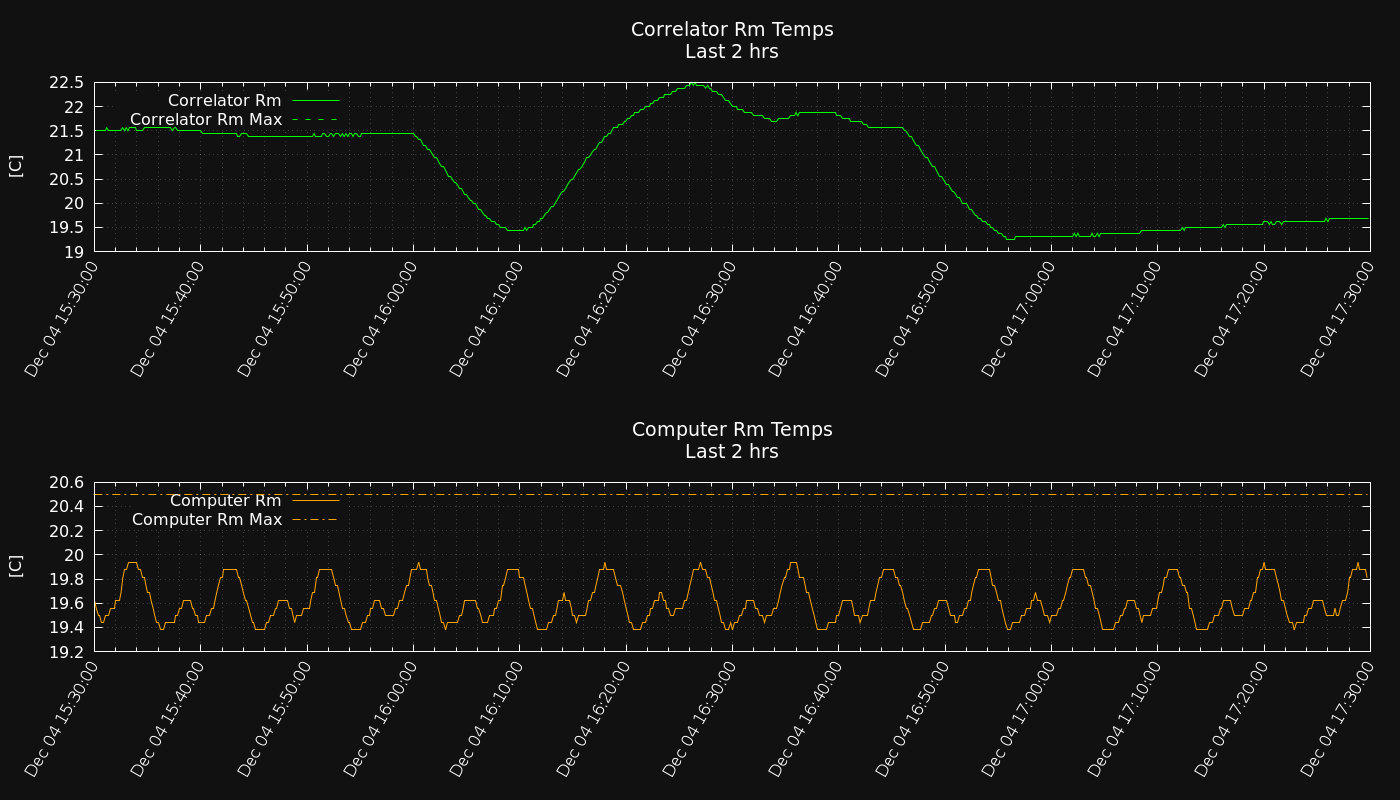 Correlator Rm Temps
Last 2 hrs
22.5
22
21.5
21
20.5
20
19.5
19
[C]
Correlator Rm
Correlator Rm Max
Dec 04 15:30:00
Dec 04 15:40:00
Dec 04 15:50:00
Dec 04 16:00:00
Dec 04 16:10:00
Dec 04 16:20:00
Dec 04 16:30:00
Dec 04 16:40:00
Dec 04 16:50:00
Dec 04 17:00:00
Dec 04 17:10:00
Dec 04 17:20:00
Dec 04 17:30:00
Computer Rm Temps
Last 2 hrs
20.6
20.4
20.2
20
19.8
19.6
19.4
19.2
[C]
Computer Rm
Computer Rm Max
Dec 04 15:30:00
Dec 04 15:40:00
Dec 04 15:50:00
Dec 04 16:00:00
Dec 04 16:10:00
Dec 04 16:20:00
Dec 04 16:30:00
Dec 04 16:40:00
Dec 04 16:50:00
Dec 04 17:00:00
Dec 04 17:10:00
Dec 04 17:20:00
Dec 04 17:30:00